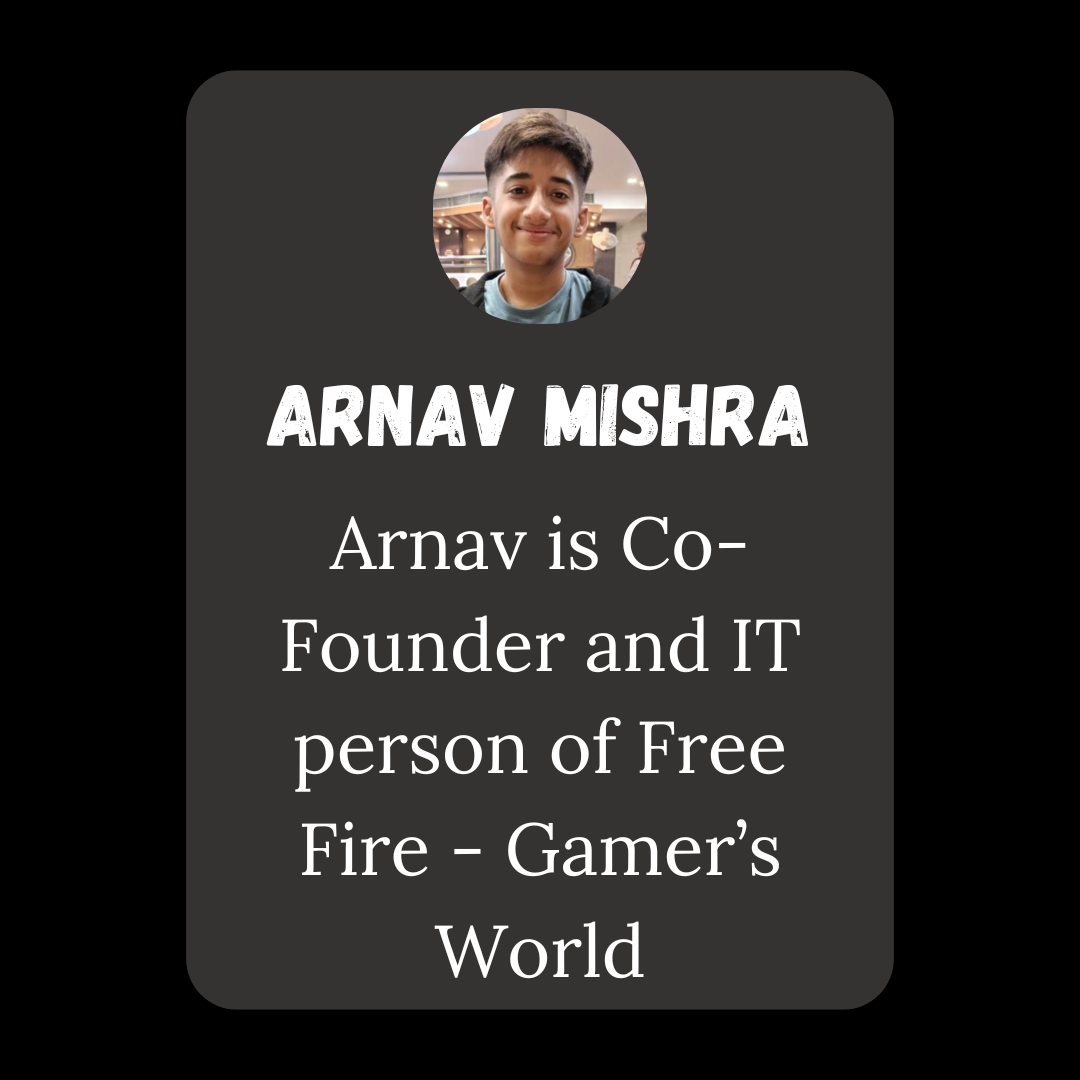 ARNAV MISHRA
Arnav is Co-
Founder and IT
person of Free
Fire - Gamer’s
World